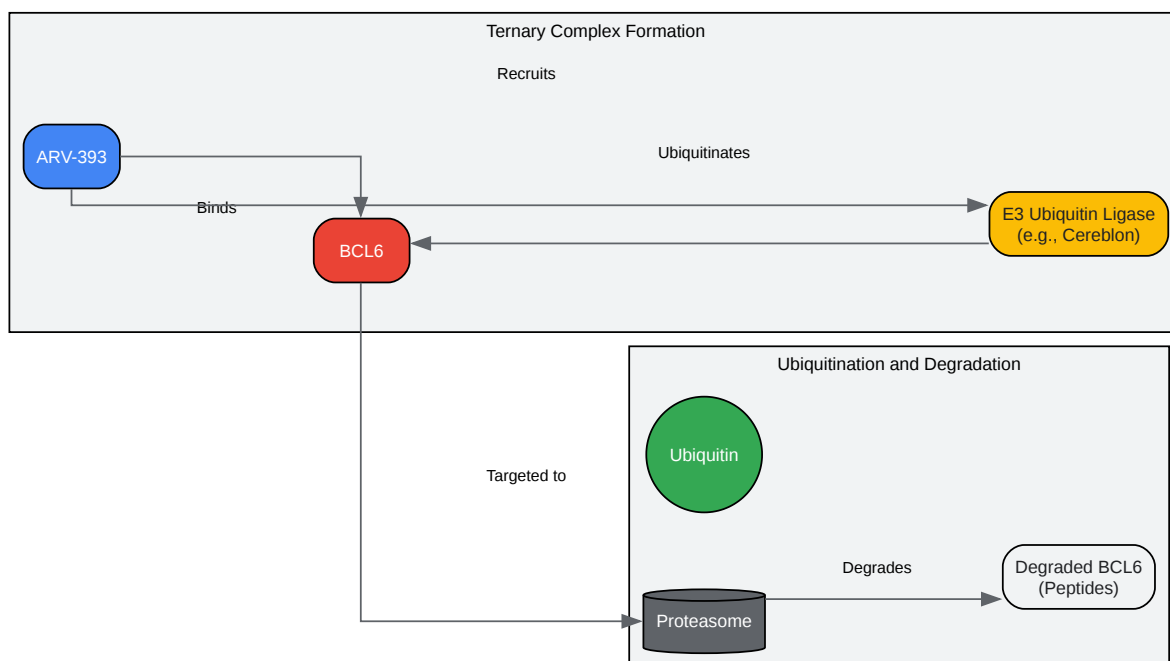 Ternary Complex Formation
Recruits
ARV-393
Ubiquitinates
Binds
BCL6
E3 Ubiquitin Ligase
(e.g., Cereblon)
Ubiquitination and Degradation
Ubiquitin
Targeted to
Degrades
Degraded BCL6
(Peptides)
Proteasome